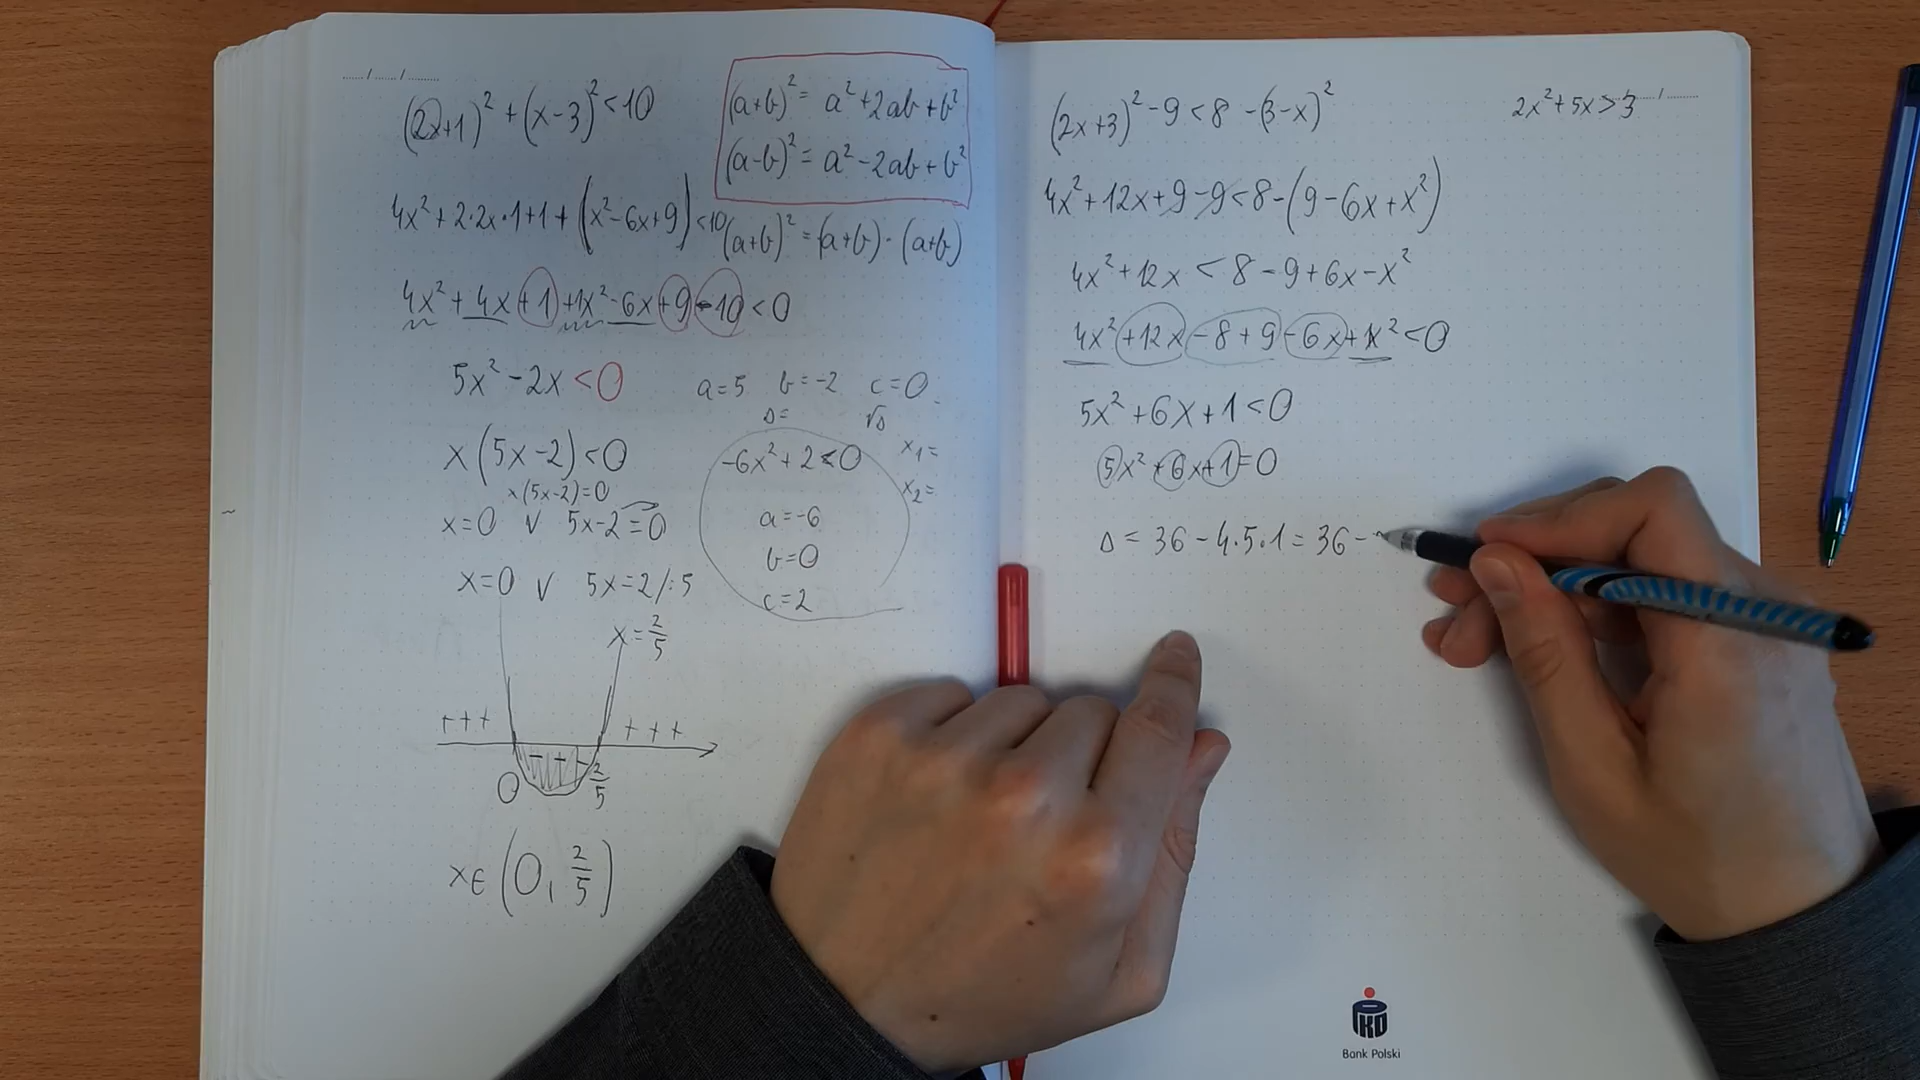 (2x+1)² + (x-3)² < 10
(a+b)² = a² + 2ab + b²
(a-b)² = a² - 2ab + b²
4x² + 2·2x·1+1 + (x²-6x+9) < 10
(a+b)² = (a+b) · (a+b)
4x² + 4x + 1 + 1x² - 6x + 9 - 10 < 0
5x² - 2x < 0
a=5 b=-2 c=0
Δ= √Δ
x(5x-2) < 0
-6x²+2<0
x₁=
x(5x-2)=0
x₂=
x=0 ∨ 5x-2=0
a=-6
b=0
x=0 ∨ 5x=2/:5
c=2
x=2/5
+++ +++
---
0 2/5
x∈(0, 2/5)
(2x+3)² - 9 < 8 - (3-x)²
2x²+5x>3
4x²+12x+9-9<8-(9-6x+x²)
4x²+12x < 8-9+6x-x²
4x²+12x-8+9-6x+1x²<0
5x²+6x+1<0
5x²+6x+1=0
Δ = 36 - 4·5·1 = 36 -
Bank Polski